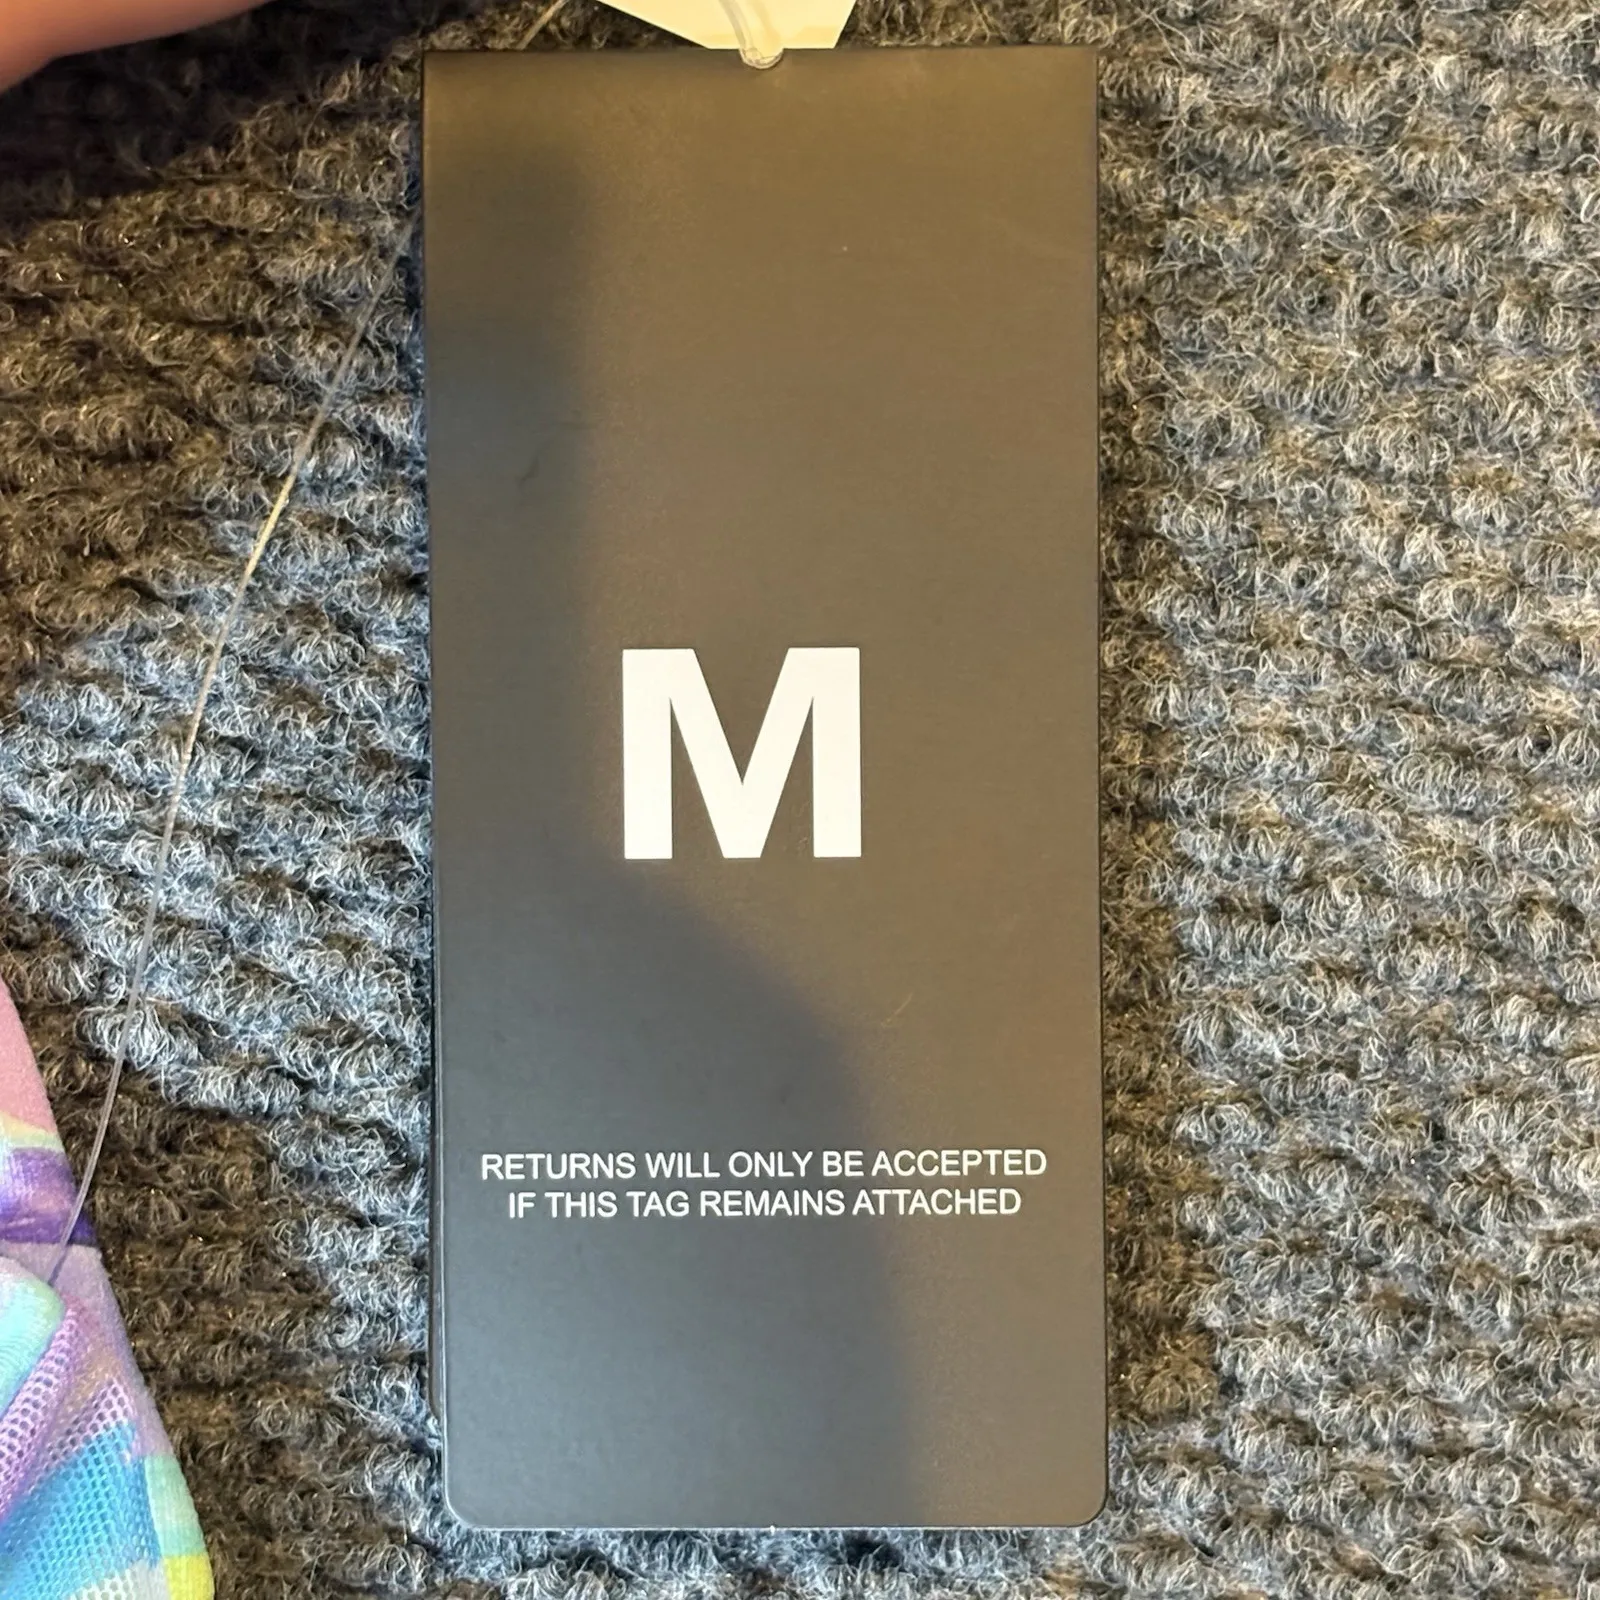 M
RETURNS WILL ONLY BE ACCEPTED
IF THIS TAG REMAINS ATTACHED